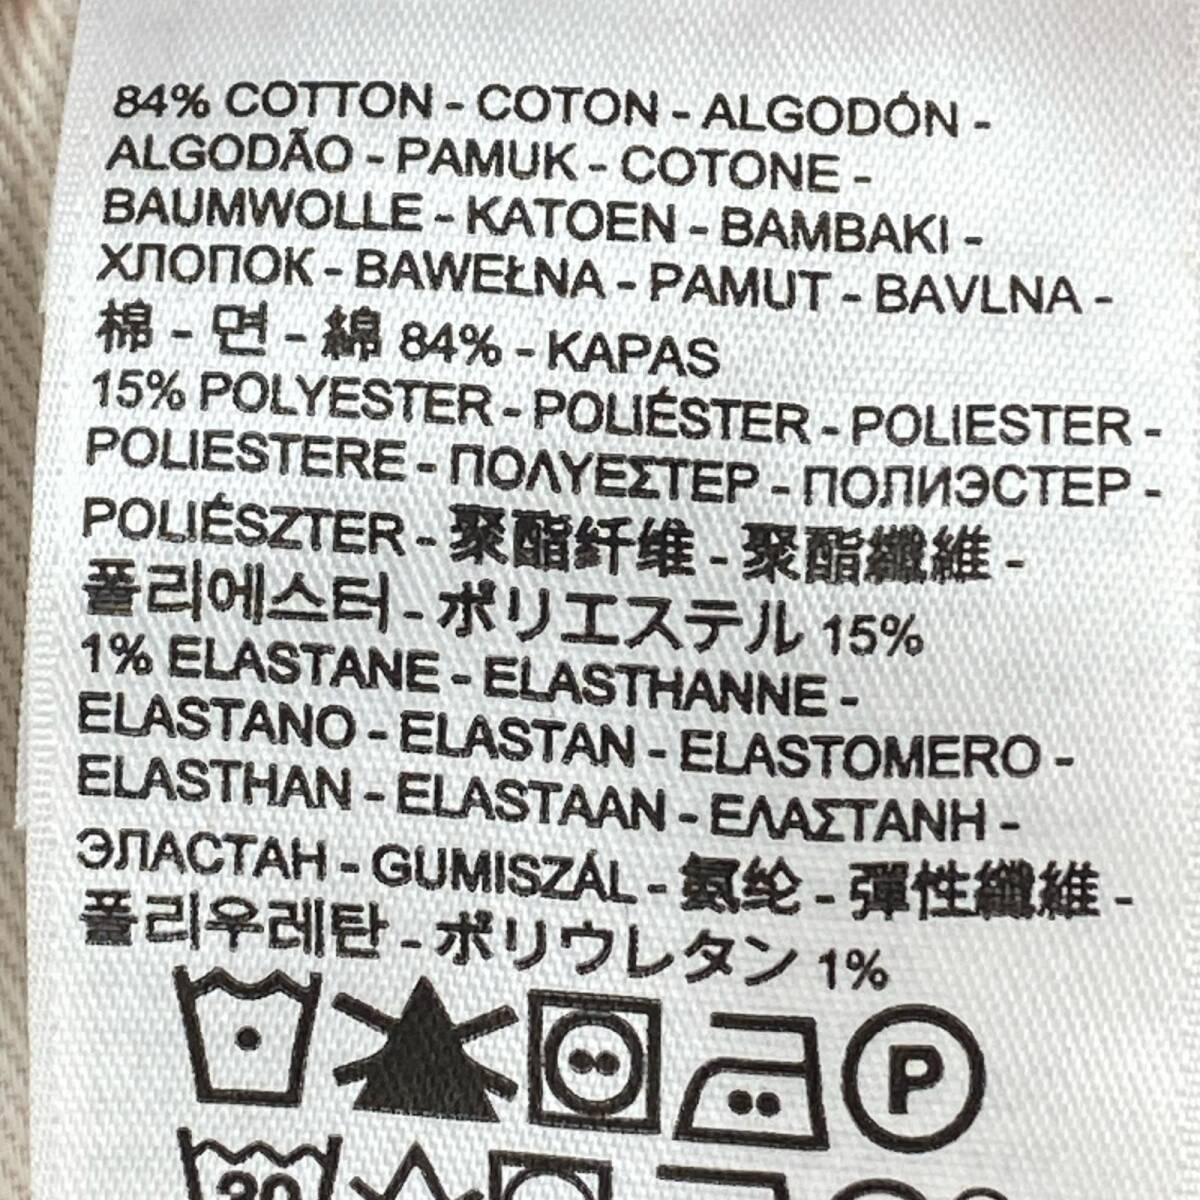 84% COTTON - COTON - ALGODÓN -
ALGODÃO - PAMUK - COTONE -
BAUMWOLLE - KATOEN - BAMBAKI -
ХЛОПОК - BAWEŁNA - PAMUT - BAVLNA -
棉 - 면 - 綿 84% - KAPAS
15% POLYESTER - POLIÉSTER - POLIESTER -
POLIESTERE - ΠΟΛΥΕΣΤΕΡ - ПОЛИЭСТЕР -
POLIÉSZTER - 聚酯纤维 - 聚酯纖維 -
폴리에스터 - ポリエステル 15%
1% ELASTANE - ELASTHANNE -
ELASTANO - ELASTAN - ELASTOMERO -
ELASTHAN - ELASTAAN - ΕΛΑΣΤΑΝΗ -
ЭЛАСТАН - GUMISZÁL - 氨纶 - 彈性纖維 -
폴리우레탄 - ポリウレタン 1%
P
30